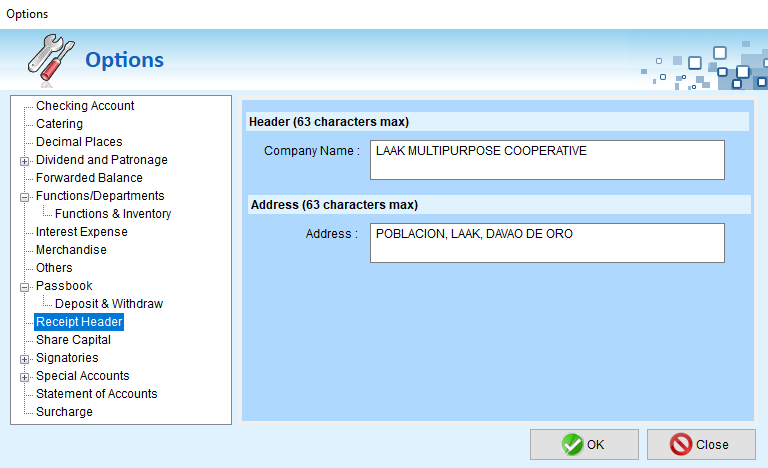 Options
Options
Checking Account
Catering
Decimal Places
Dividend and Patronage
Forwarded Balance
Functions/Departments
Functions & Inventory
Interest Expense
Merchandise
Others
Passbook
Deposit & Withdraw
Receipt Header
Share Capital
Signatories
Special Accounts
Statement of Accounts
Surcharge
Header (63 characters max)
Company Name : LAAK MULTIPURPOSE COOPERATIVE
Address (63 characters max)
Address : POBLACION, LAAK, DAVAO DE ORO
OK Close